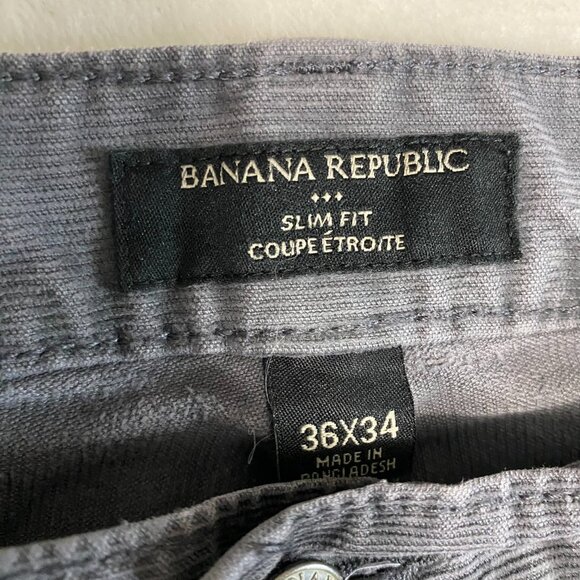 BANANA REPUBLIC
SLIM FIT
COUPE ÉTROITE
36X34
MADE IN
BANGLADESH